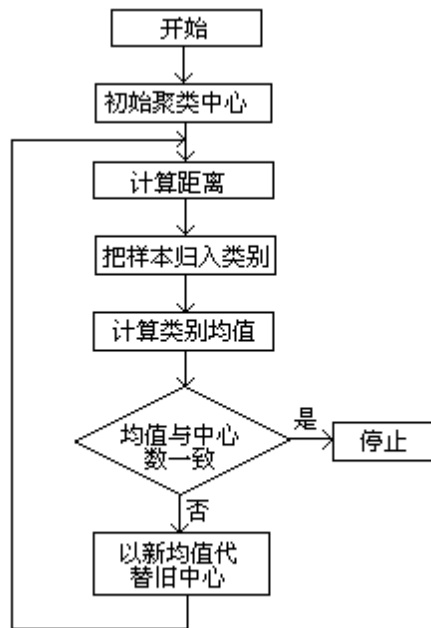 开始
初始聚类中心
计算距离
把样本归入类别
计算类别均值
均值与中心
数一致
是
停止
否
以新均值代
替旧中心